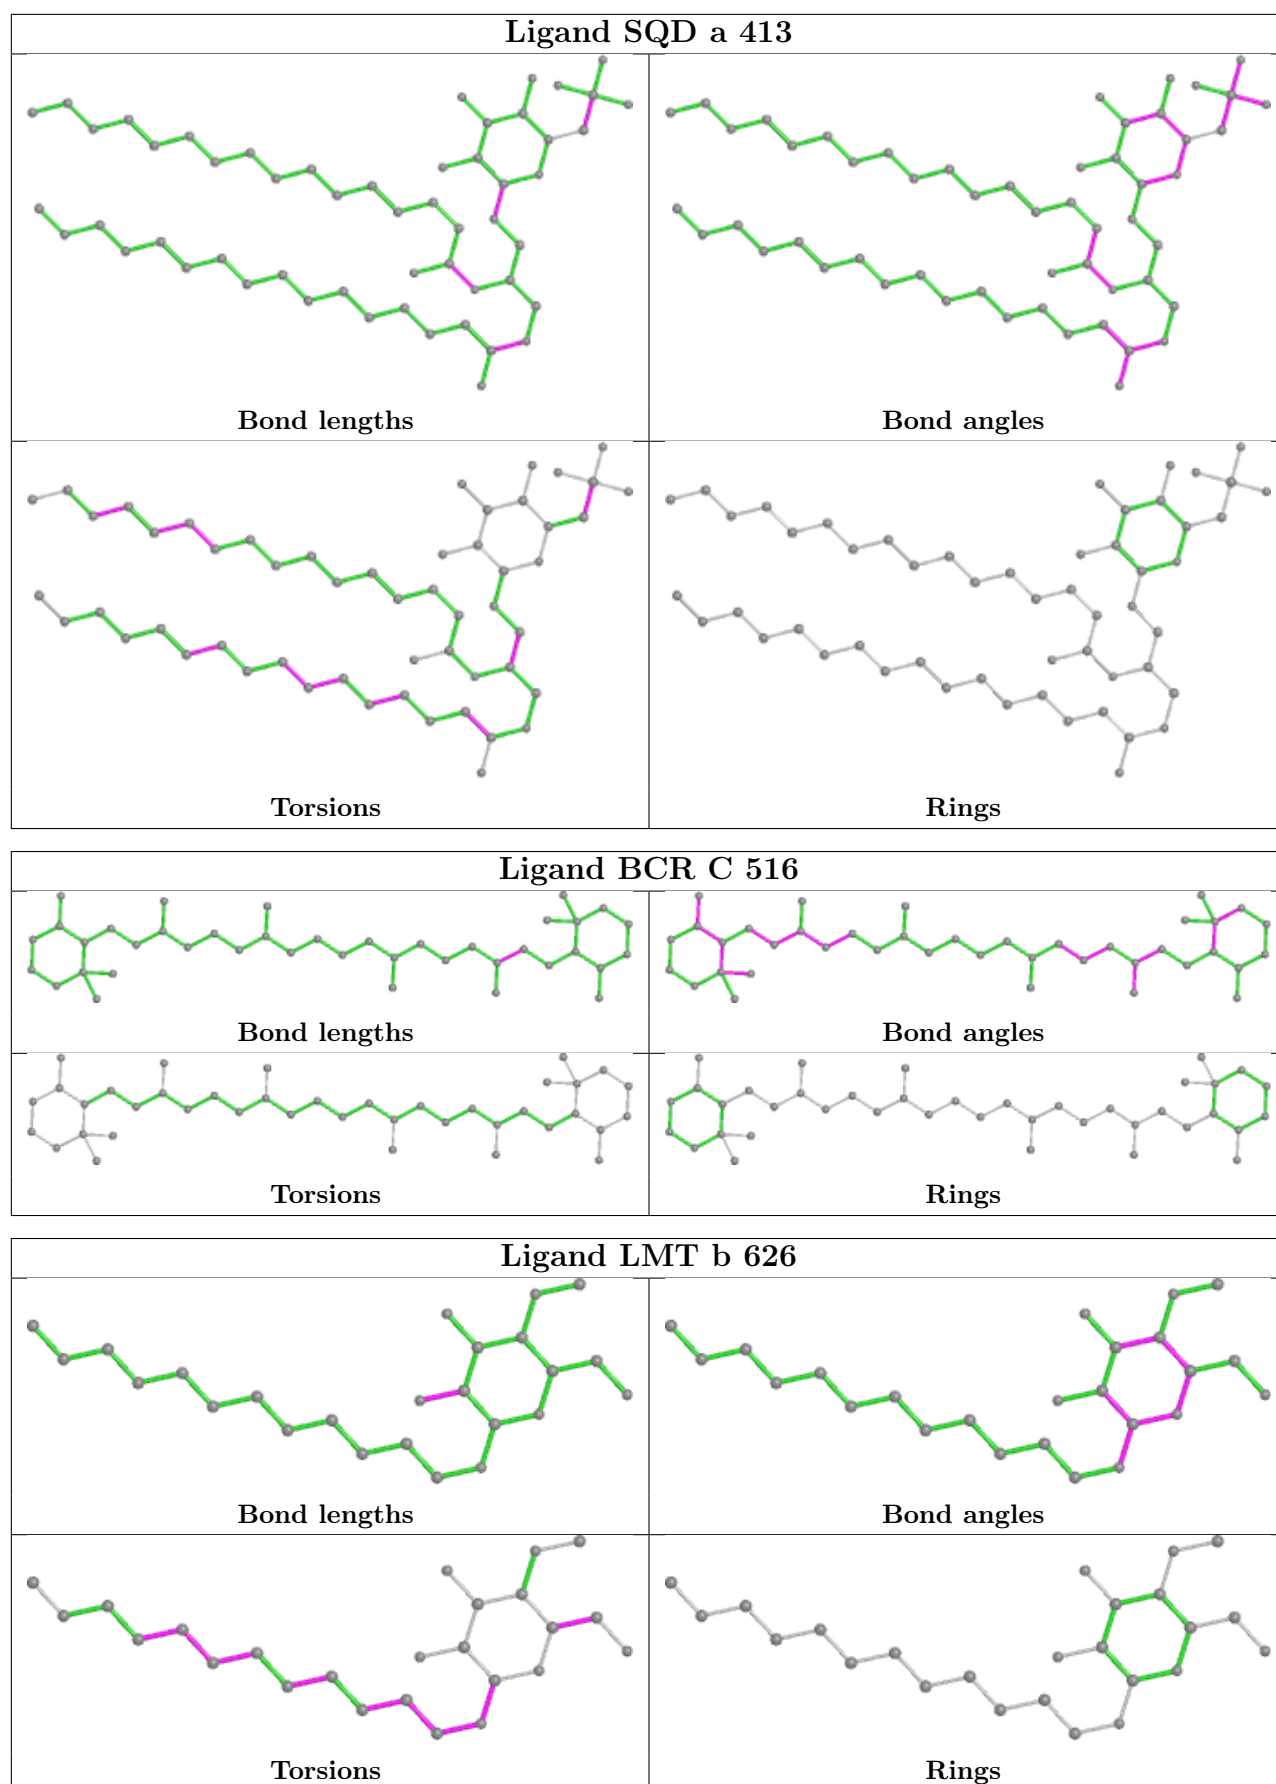 Ligand SQD a 413
Bond lengths
Bond angles
Torsions
Rings
Ligand BCR C 516
Bond lengths
Bond angles
Torsions
Rings
Ligand LMT b 626
Bond lengths
Bond angles
Torsions
Rings